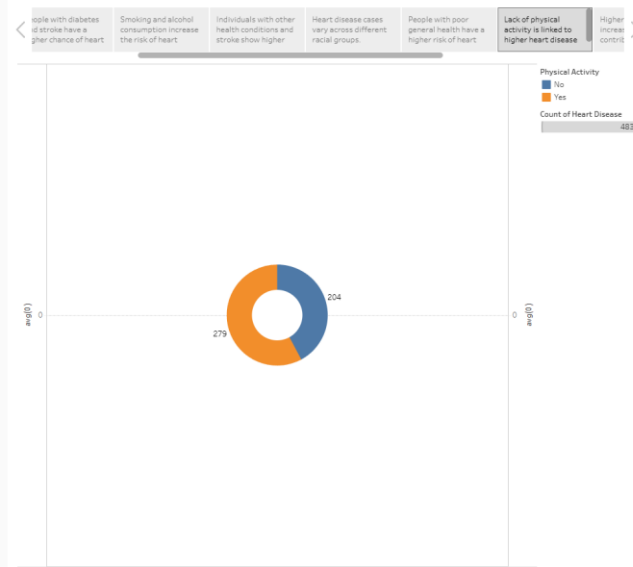 ople with diabetes
d stroke have a
gher chance of heart
Smoking and alcohol
consumption increase
the risk of heart
Individuals with other
health conditions and
stroke show higher
Heart disease cases
vary across different
racial groups.
People with poor
general health have a
higher risk of heart
Lack of physical
activity is linked to
higher heart disease
Higher
increas
contrib
Physical Activity
No
Yes
Count of Heart Disease
483
204
279
avg(0)
0
0
avg(0)